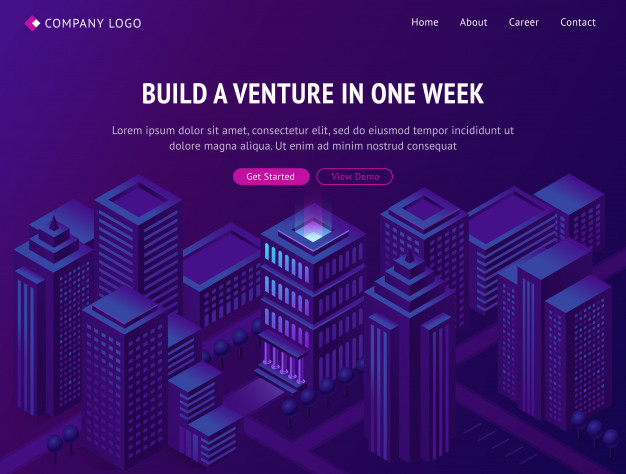 COMPANY LOGO
Home About Career Contact
BUILD A VENTURE IN ONE WEEK
Lorem ipsum dolor sit amet, consectetur elit, sed do eiusmod tempor incididunt ut
dolore magna aliqua. Ut enim ad minim nostrud consequat
Get Started View Demo